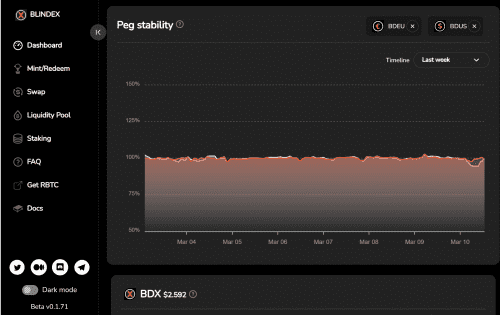 BLINDEX
Dashboard
Mint/Redeem
Swap
Liquidity Pool
Staking
FAQ
Get RBTC
Docs
Dark mode
Beta v0.1.71
Peg stability ?
€ BDEU ×
$ BDUS ×
Timeline Last week
150%
125%
100%
75%
50%
Mar 04 Mar 05 Mar 06 Mar 07 Mar 08 Mar 09 Mar 10
BDX $2.592 ?